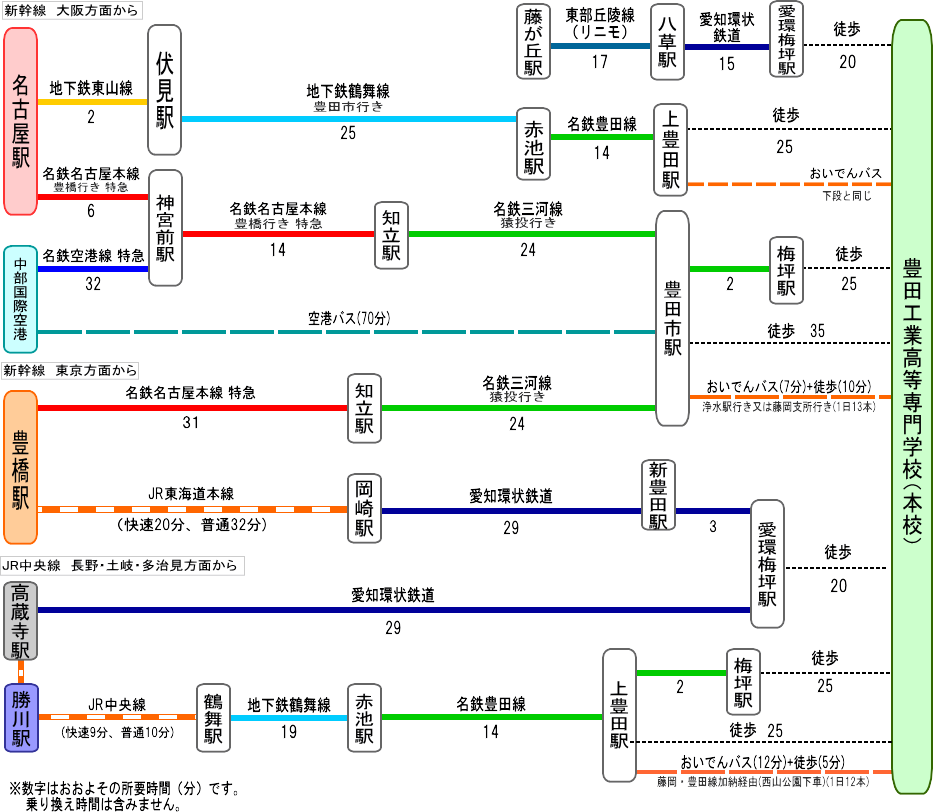 新幹線 大阪方面から
名古屋駅
地下鉄東山線
2
伏見駅
地下鉄鶴舞線
豊田市行き
25
藤が丘駅
東部丘陵線
(リニモ)
17
八草駅
愛知環状
鉄道
15
愛環梅坪駅
徒歩
20
赤池駅
名鉄豊田線
14
上豊田駅
徒歩
25
おいでんバス
下段と同じ
名鉄名古屋本線
豊橋行き 特急
6
神宮前駅
名鉄名古屋本線
豊橋行き 特急
14
知立駅
名鉄三河線
猿投行き
24
中部国際空港
名鉄空港線 特急
32
空港バス(70分)
豊田市駅
2
梅坪駅
徒歩
25
徒歩 35
おいでんバス(7分)+徒歩(10分)
浄水駅行き又は藤岡支所行き(1日13本)
豊田工業高等専門学校(本校)
新幹線 東京方面から
豊橋駅
名鉄名古屋本線 特急
31
知立駅
名鉄三河線
猿投行き
24
JR東海道本線
(快速20分、普通32分)
岡崎駅
愛知環状鉄道
29
新豊田駅
3
愛環梅坪駅
徒歩
20
JR中央線 長野・土岐・多治見方面から
高蔵寺駅
愛知環状鉄道
29
勝川駅
JR中央線
(快速9分、普通10分)
鶴舞駅
地下鉄鶴舞線
19
赤池駅
名鉄豊田線
14
上豊田駅
2
梅坪駅
徒歩
25
徒歩 25
おいでんバス(12分)+徒歩(5分)
藤岡・豊田線加納経由(西山公園下車)(1日12本)
※数字はおおよその所要時間(分)です。
乗り換え時間は含みません。